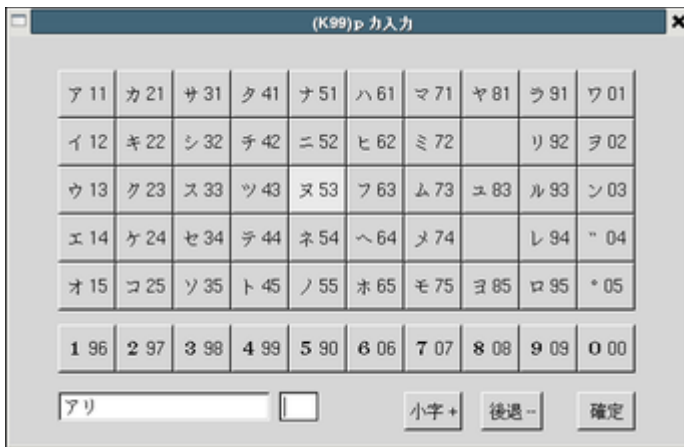 (K99)p カ入力
ア 11 カ 21 サ 31 タ 41 ナ 51 ハ 61 マ 71 ヤ 81 ラ 91 ワ 01
イ 12 キ 22 シ 32 チ 42 ニ 52 ヒ 62 ミ 72 リ 92 ヲ 02
ウ 13 ク 23 ス 33 ツ 43 ヌ 53 フ 63 ム 73 ユ 83 ル 93 ン 03
エ 14 ケ 24 セ 34 テ 44 ネ 54 ヘ 64 メ 74 レ 94 " 04
オ 15 コ 25 ソ 35 ト 45 ノ 55 ホ 65 モ 75 ヨ 85 ロ 95 ° 05
1 96 2 97 3 98 4 99 5 90 6 06 7 07 8 08 9 09 0 00
アリ 小字 + 後退 -- 確定